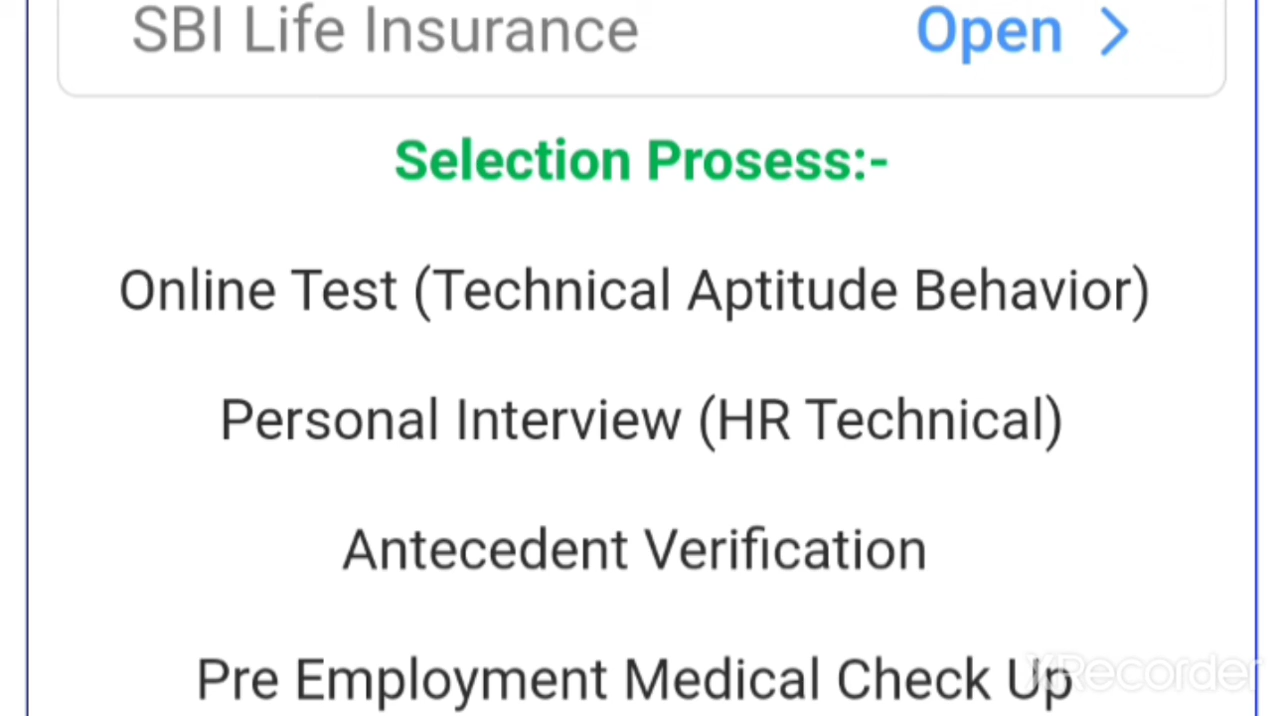 SBI Life Insurance Open >
Selection Prosess:-
Online Test (Technical Aptitude Behavior)
Personal Interview (HR Technical)
Antecedent Verification
Pre Employment Medical Check Up
XRecorder